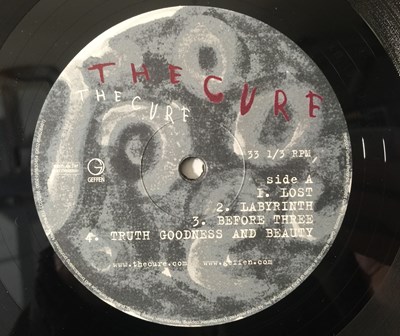 THE CURE
THE CURE
GEFFEN
33 1/3 RPM
side A
1. LOST
2. LABYRINTH
3. BEFORE THREE
4. TRUTH GOODNESS AND BEAUTY
www.thecure.com www.geffen.com